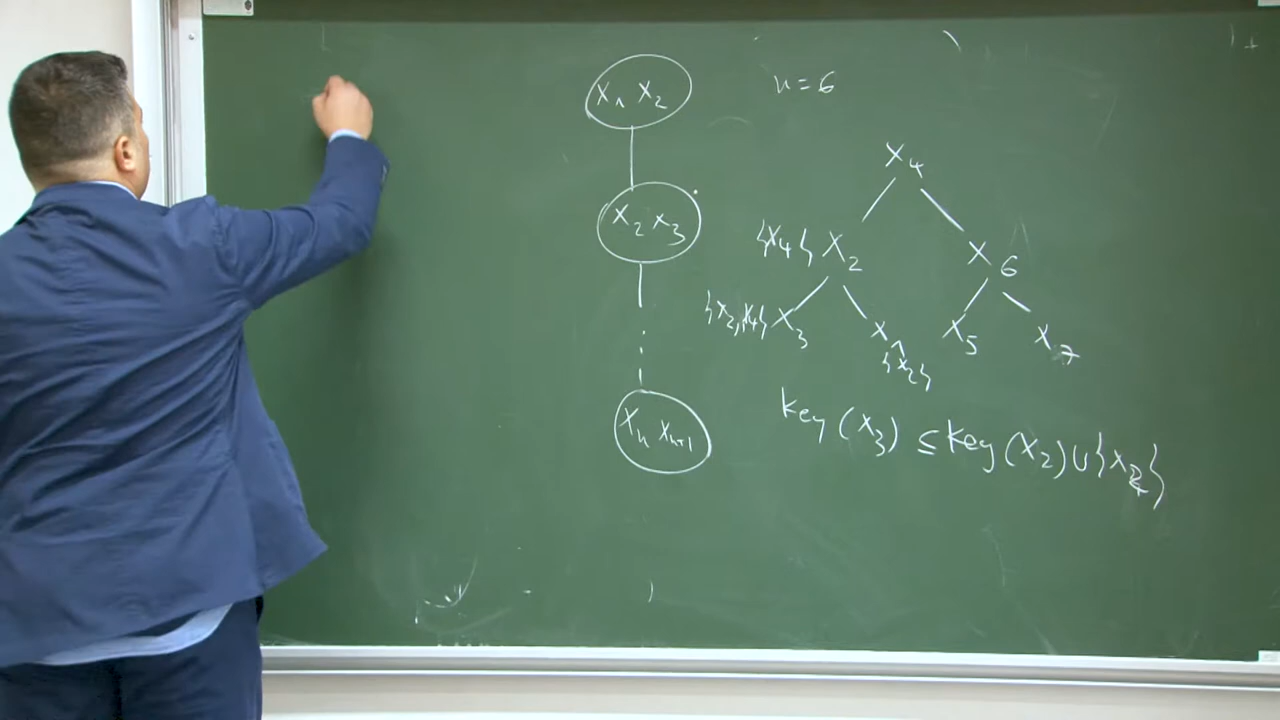 x₁ x₂
n=6
x₄
x₂ x₃
{x₄} x₂
x₆
{x₂,x₄} x₃
x₁
x₅
x₇
{x₂}
xₙ xₙ₊₁
key (x₃) ⊆ key (x₂) ∪ {x